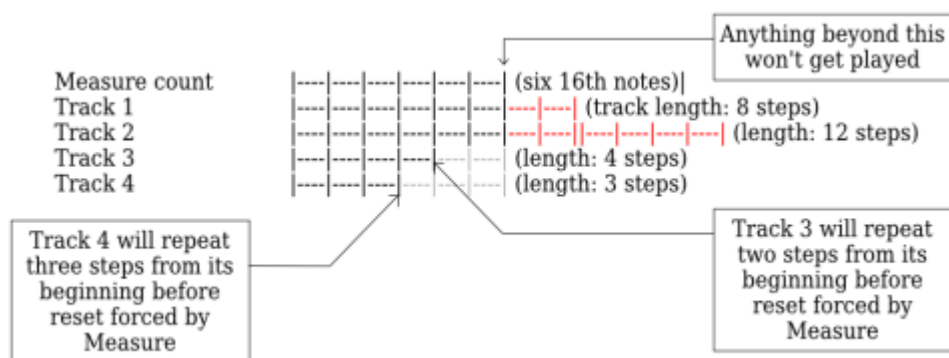 Anything beyond this
won't get played
Measure count |----|----|----|----|----|----| (six 16th notes)|
Track 1 |----|----|----|----|----|----|----|----| (track length: 8 steps)
Track 2 |----|----|----|----|----|----|----|----||----|----|----|----| (length: 12 steps)
Track 3 |----|----|----|----|----|----| (length: 4 steps)
Track 4 |----|----|----|----|----|----| (length: 3 steps)
Track 4 will repeat
three steps from its
beginning before
reset forced by
Measure
Track 3 will repeat
two steps from its
beginning before
reset forced by
Measure